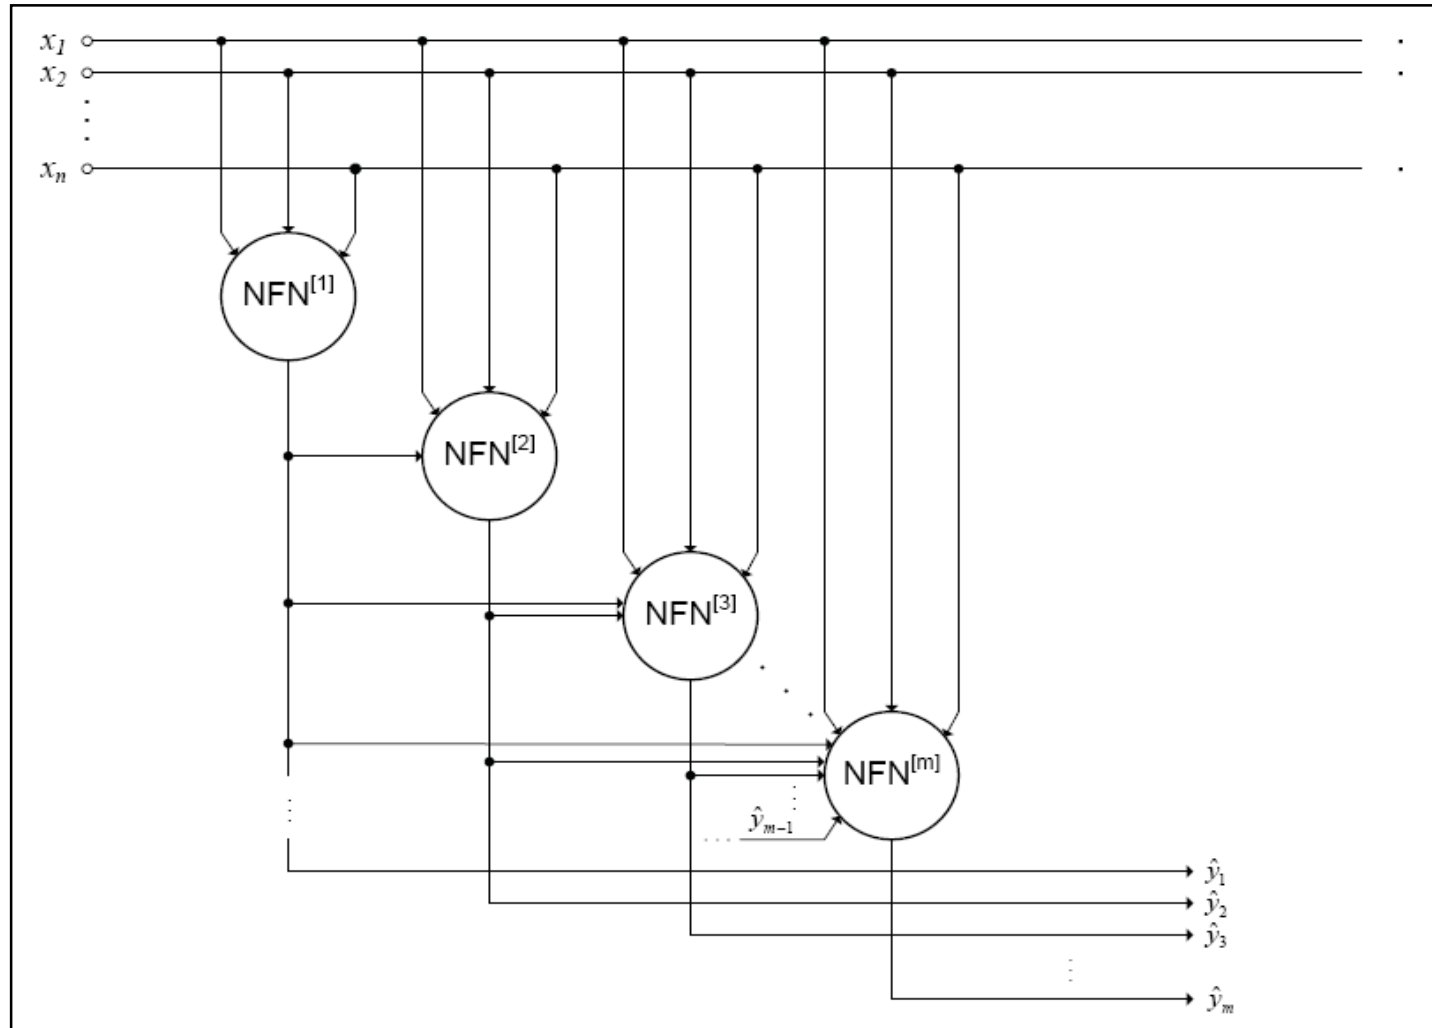 x₁
x₂
xₙ
NFN^[1]
NFN^[2]
NFN^[3]
NFN^[m]
ŷₘ₋₁
ŷ₁
ŷ₂
ŷ₃
ŷₘ